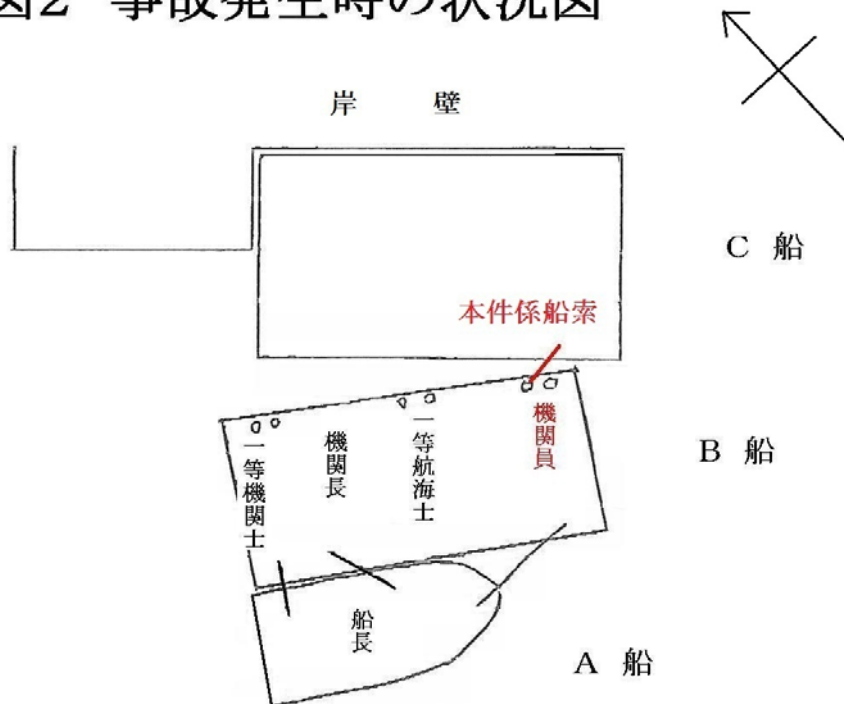 図2 事故発生時の状況図
岸 壁
C 船
本件係船索
機関員
一等航海士
機関長
一等機関士
B 船
船長
A 船